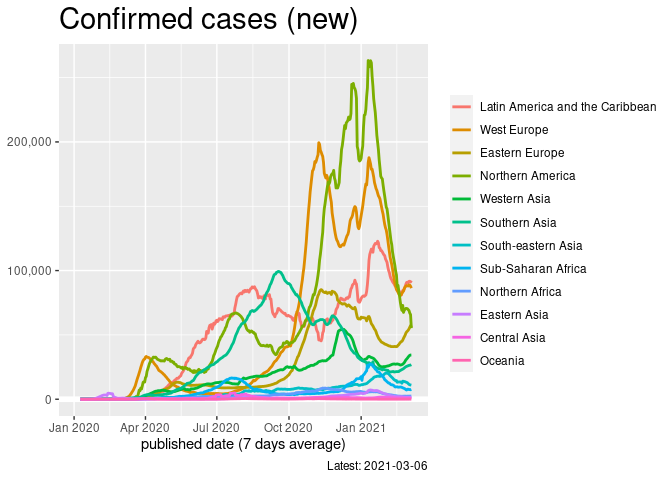 Confirmed cases (new)
200,000
100,000
0
Jan 2020 Apr 2020 Jul 2020 Oct 2020 Jan 2021
published date (7 days average)
Latin America and the Caribbean
West Europe
Eastern Europe
Northern America
Western Asia
Southern Asia
South-eastern Asia
Sub-Saharan Africa
Northern Africa
Eastern Asia
Central Asia
Oceania
Latest: 2021-03-06